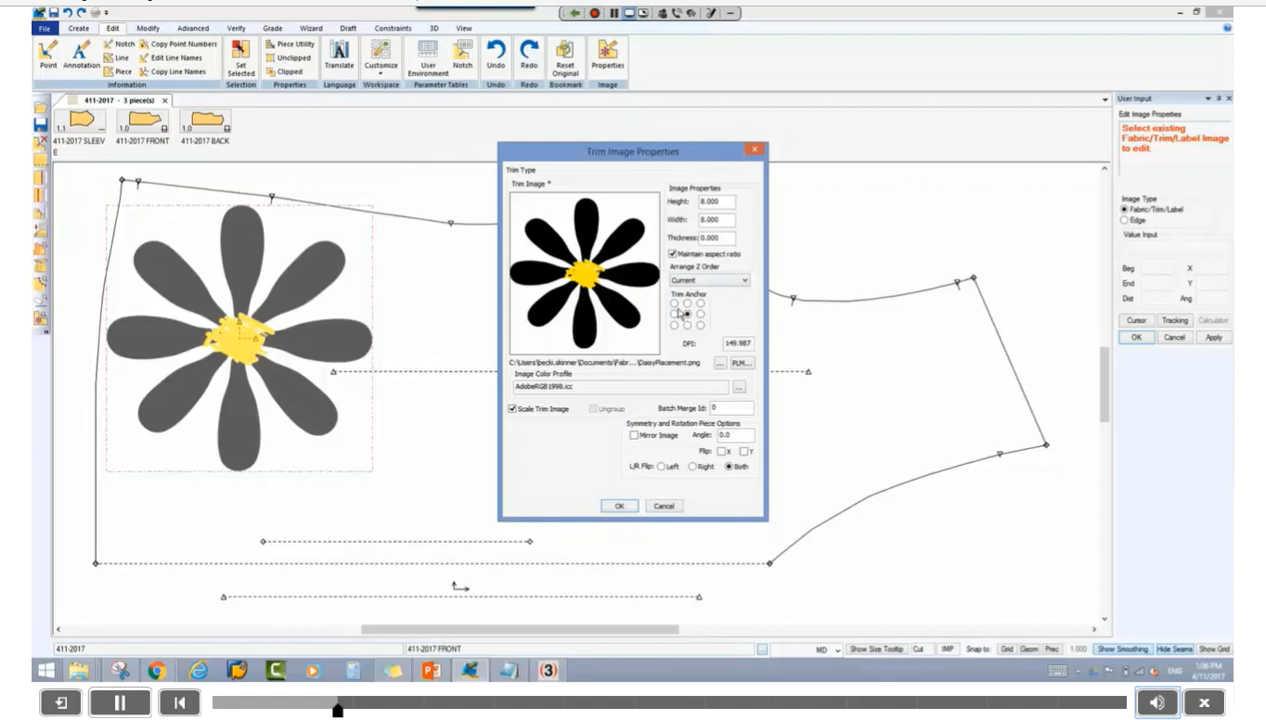 File Create Edit Modify Advanced Verify Grade Wizard Draft Constraints 3D View
Point
Annotation
Notch
Line
Piece
Copy Point Numbers
Edit Line Names
Copy Line Names
Information
Set Selected
Selection
Piece Utility
Unclipped
Clipped
Properties
Translate
Language
Customize
Workspace
User Environment
Notch
Parameter Tables
Undo
Undo
Redo
Redo
Reset Original
Bookmark
Properties
Image
411-2017 - 3 piece(s)
1.1
1.0
1.0
411-2017 SLEEV
E
411-2017 FRONT
411-2017 BACK
User Input
Edit Image Properties
Select existing
Fabric/Trim/Label Image
to edit.
Image Type
Fabric/Trim/Label
Edge
Value Input
Beg X
End Y
Dist Ang
Cursor Tracking Calculator
OK Cancel Apply
Trim Image Properties
Trim Type
Trim Image *
Image Properties
Height: 8.000
Width: 8.000
Thickness: 0.000
Maintain aspect ratio
Arrange Z Order
Current
Trim Anchor
DPI: 149.987
C:\Users\becki.skinner\Documents\Fabr...\DaisyPlacement.png ... PLM...
Image Color Profile
AdobeRGB1998.icc ...
Scale Trim Image Ungroup Batch Merge Id: 0
Symmetry and Rotation Piece Options
Mirror Image Angle: 0.0
Flip: X Y
L/R Flip: Left Right Both
OK Cancel
411-2017 411-2017 FRONT MD Show Size Tooltip Cut IMP Snap to: Grid Geom Prec 1.000 Show Smoothing Hide Seams Show Grid
(3)
ENG
1:06 PM
4/11/2017